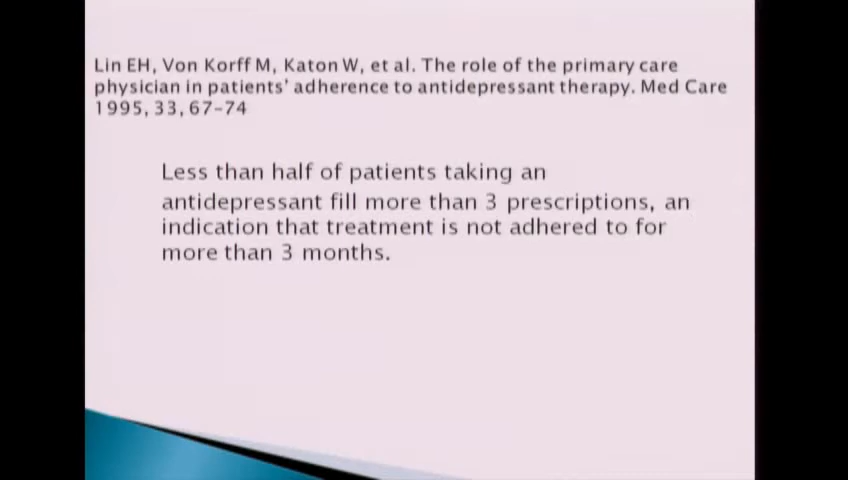 Lin EH, Von Korff M, Katon W, et al. The role of the primary care
physician in patients' adherence to antidepressant therapy. Med Care
1995, 33, 67-74
Less than half of patients taking an
antidepressant fill more than 3 prescriptions, an
indication that treatment is not adhered to for
more than 3 months.